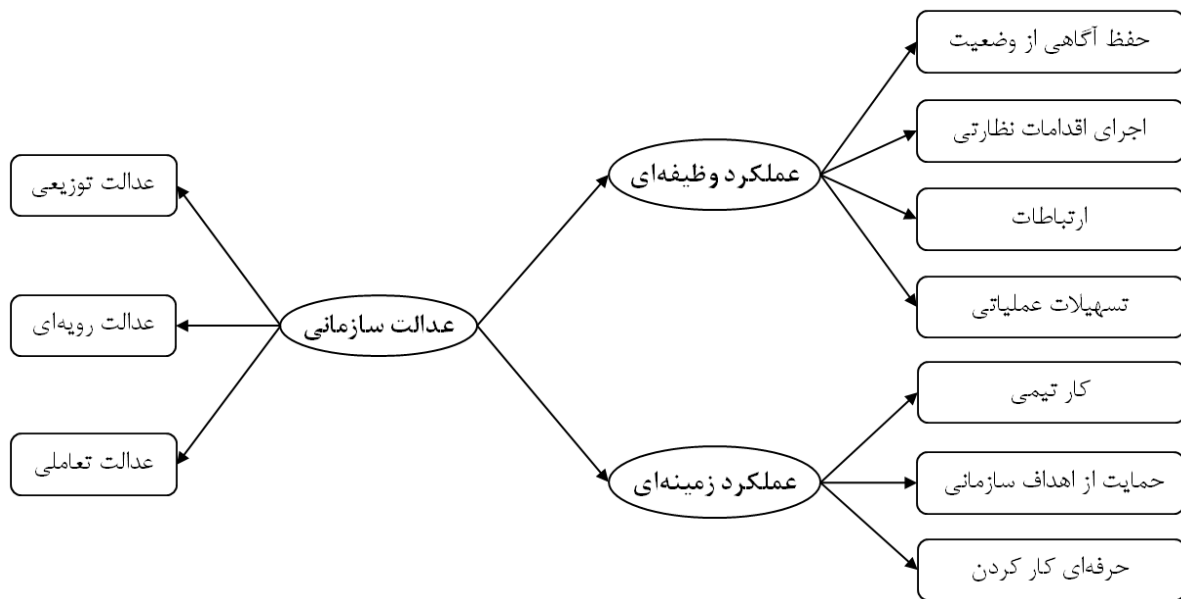 حفظ آگاهی از وضعیت
اجرای اقدامات نظارتی
ارتباطات
تسهیلات عملیاتی
کار تیمی
حمایت از اهداف سازمانی
حرفه‌ای کار کردن
عملکرد وظیفه‌ای
عملکرد زمینه‌ای
عدالت سازمانی
عدالت توزیعی
عدالت رویه‌ای
عدالت تعاملی